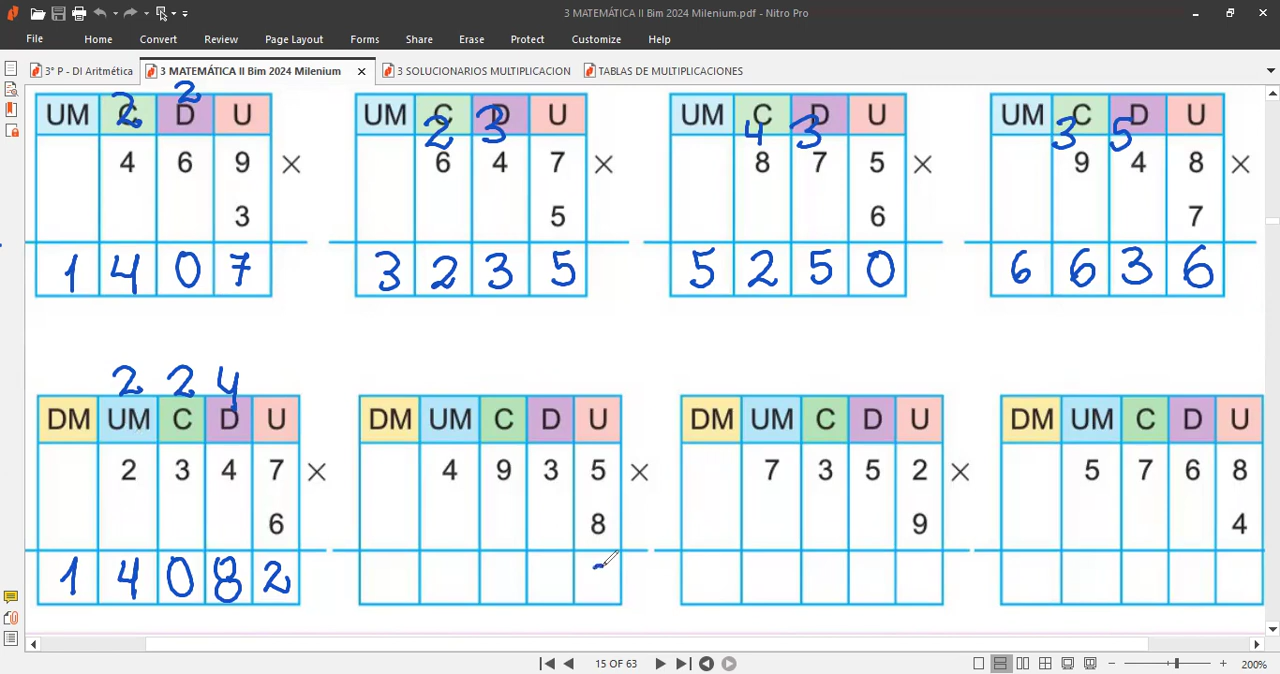 3 MATEMÁTICA II Bim 2024 Milenium.pdf - Nitro Pro
File Home Convert Review Page Layout Forms Share Erase Protect Customize Help
3° P - DI Aritmética 3 MATEMÁTICA II Bim 2024 Milenium 3 SOLUCIONARIOS MULTIPLICACION TABLAS DE MULTIPLICACIONES
2 2 2 3 4 3 3 5
UM C D U UM C D U UM C D U UM C D U
4 6 9 × 6 4 7 × 8 7 5 × 9 4 8 ×
3 5 6 7
1 4 0 7 3 2 3 5 5 2 5 0 6 6 3 6
2 2 4
DM UM C D U DM UM C D U DM UM C D U DM UM C D U
2 3 4 7 × 4 9 3 5 × 7 3 5 2 × 5 7 6 8
6 8 9 4
1 4 0 8 2
15 OF 63 200%